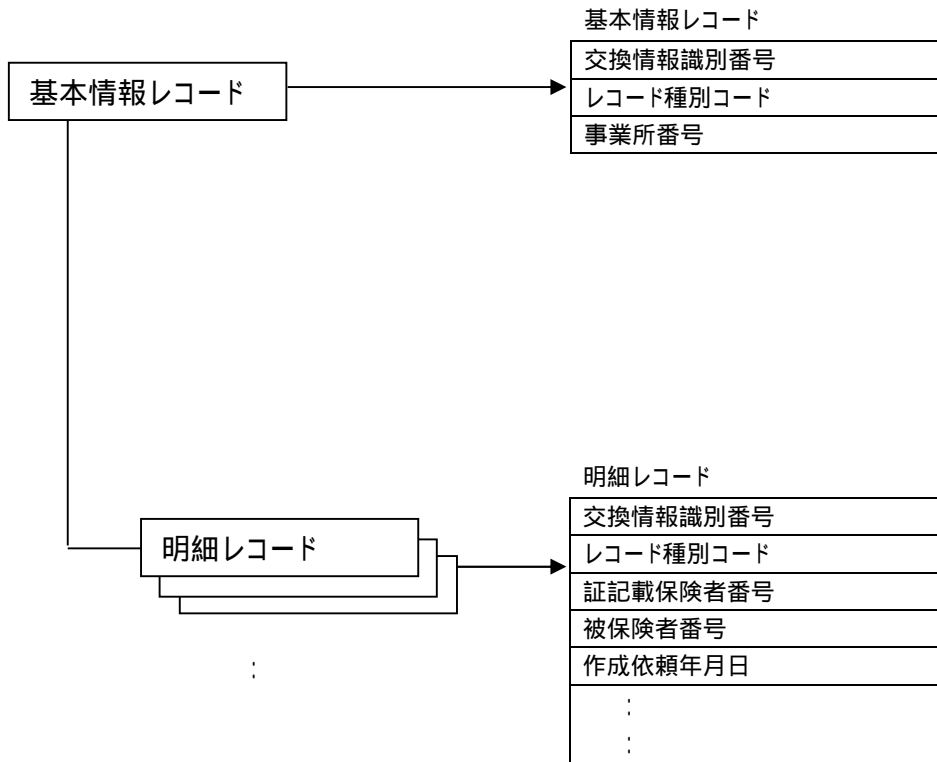 基本情報レコード
基本情報レコード
交換情報識別番号
レコード種別コード
事業所番号
明細レコード
明細レコード
交換情報識別番号
レコード種別コード
証記載保険者番号
被保険者番号
作成依頼年月日
:
:
: